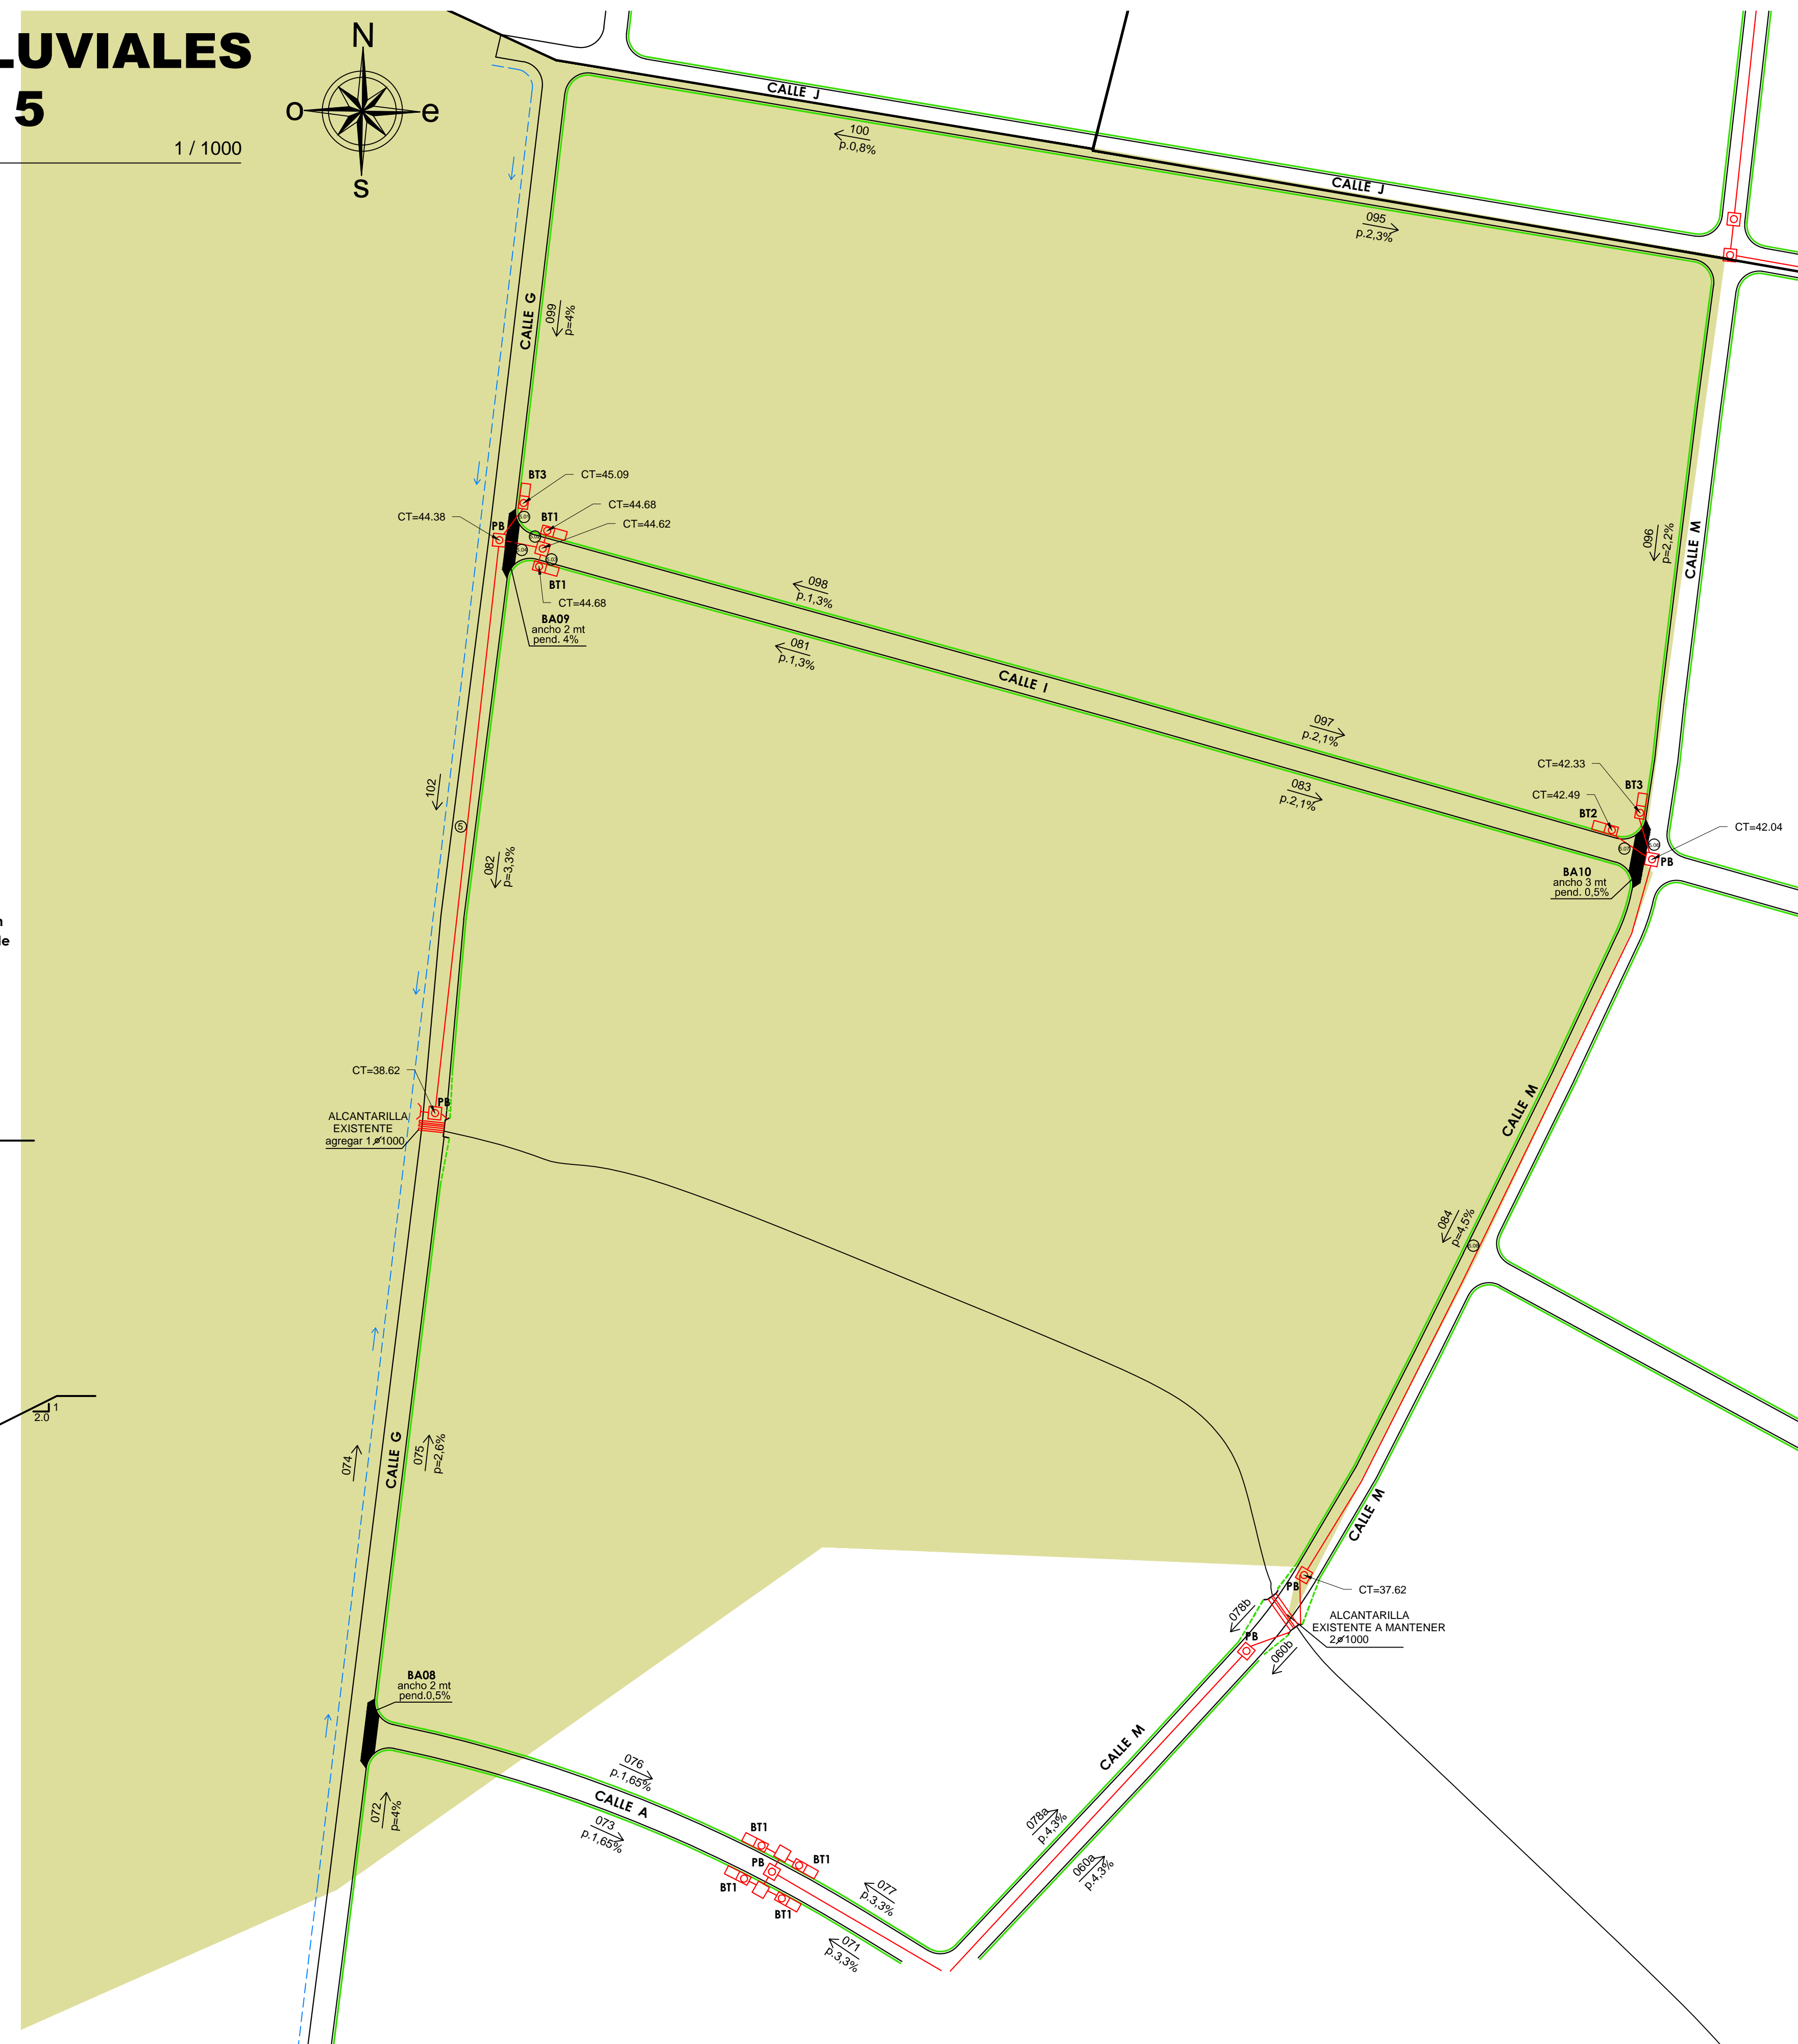 LUVIALES
5
1 / 1000
N
o
e
s
CALLE J
100
p.0,8%
CALLE J
095
p.2,3%
CALLE G
099
p=4%
BT3
CT=45.09
CT=44.68
CT=44.62
CT=44.38
PB
BT1
BT1
CT=44.68
BA09
ancho 2 mt
pend. 4%
098
p.1,3%
081
p.1,3%
CALLE I
096
p=2,2%
CALLE M
097
p.2,1%
083
p.2,1%
CT=42.33
BT3
CT=42.49
BT2
CT=42.04
PB
BA10
ancho 3 mt
pend. 0,5%
102
5
082
p=3,3%
n
le
CT=38.62
PB
ALCANTARILLA
EXISTENTE
agregar 1ø1000
CALLE M
084
p=4,5%
1
2.0
074
CALLE G
075
p=2,6%
CALLE M
PB
CT=37.62
078b
ALCANTARILLA
EXISTENTE A MANTENER
2ø1000
PB
060b
BA08
ancho 2 mt
pend.0,5%
CALLE M
076
p.1,65%
CALLE A
073
p.1,65%
072
p=4%
078a
p.4,3%
060a
p.4,3%
BT1
BT1
PB
BT1
BT1
077
p.3,3%
071
p.3,3%